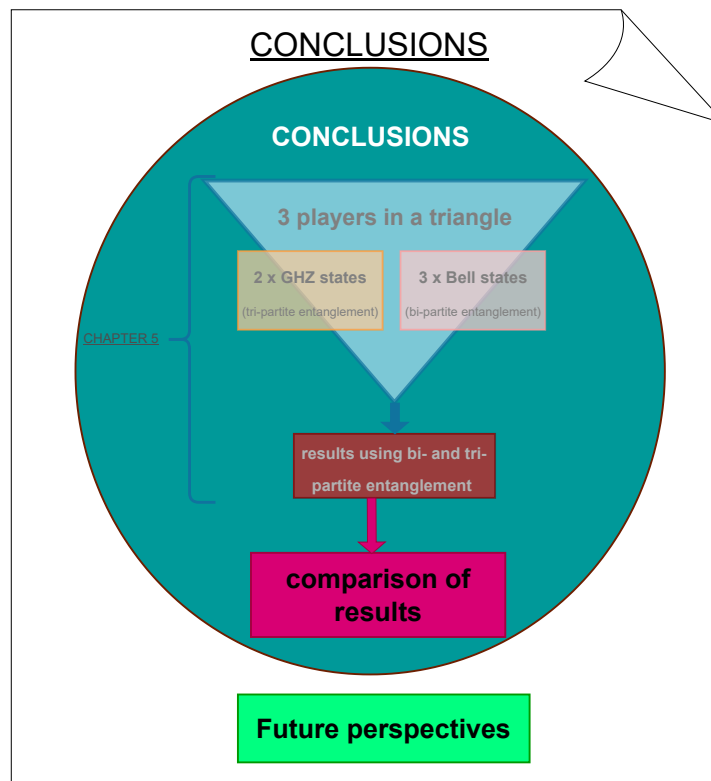 CONCLUSIONS
CONCLUSIONS
3 players in a triangle
2 x GHZ states
(tri-partite entanglement)
3 x Bell states
(bi-partite entanglement)
CHAPTER 5
results using bi- and tri-
partite entanglement
comparison of
results
Future perspectives